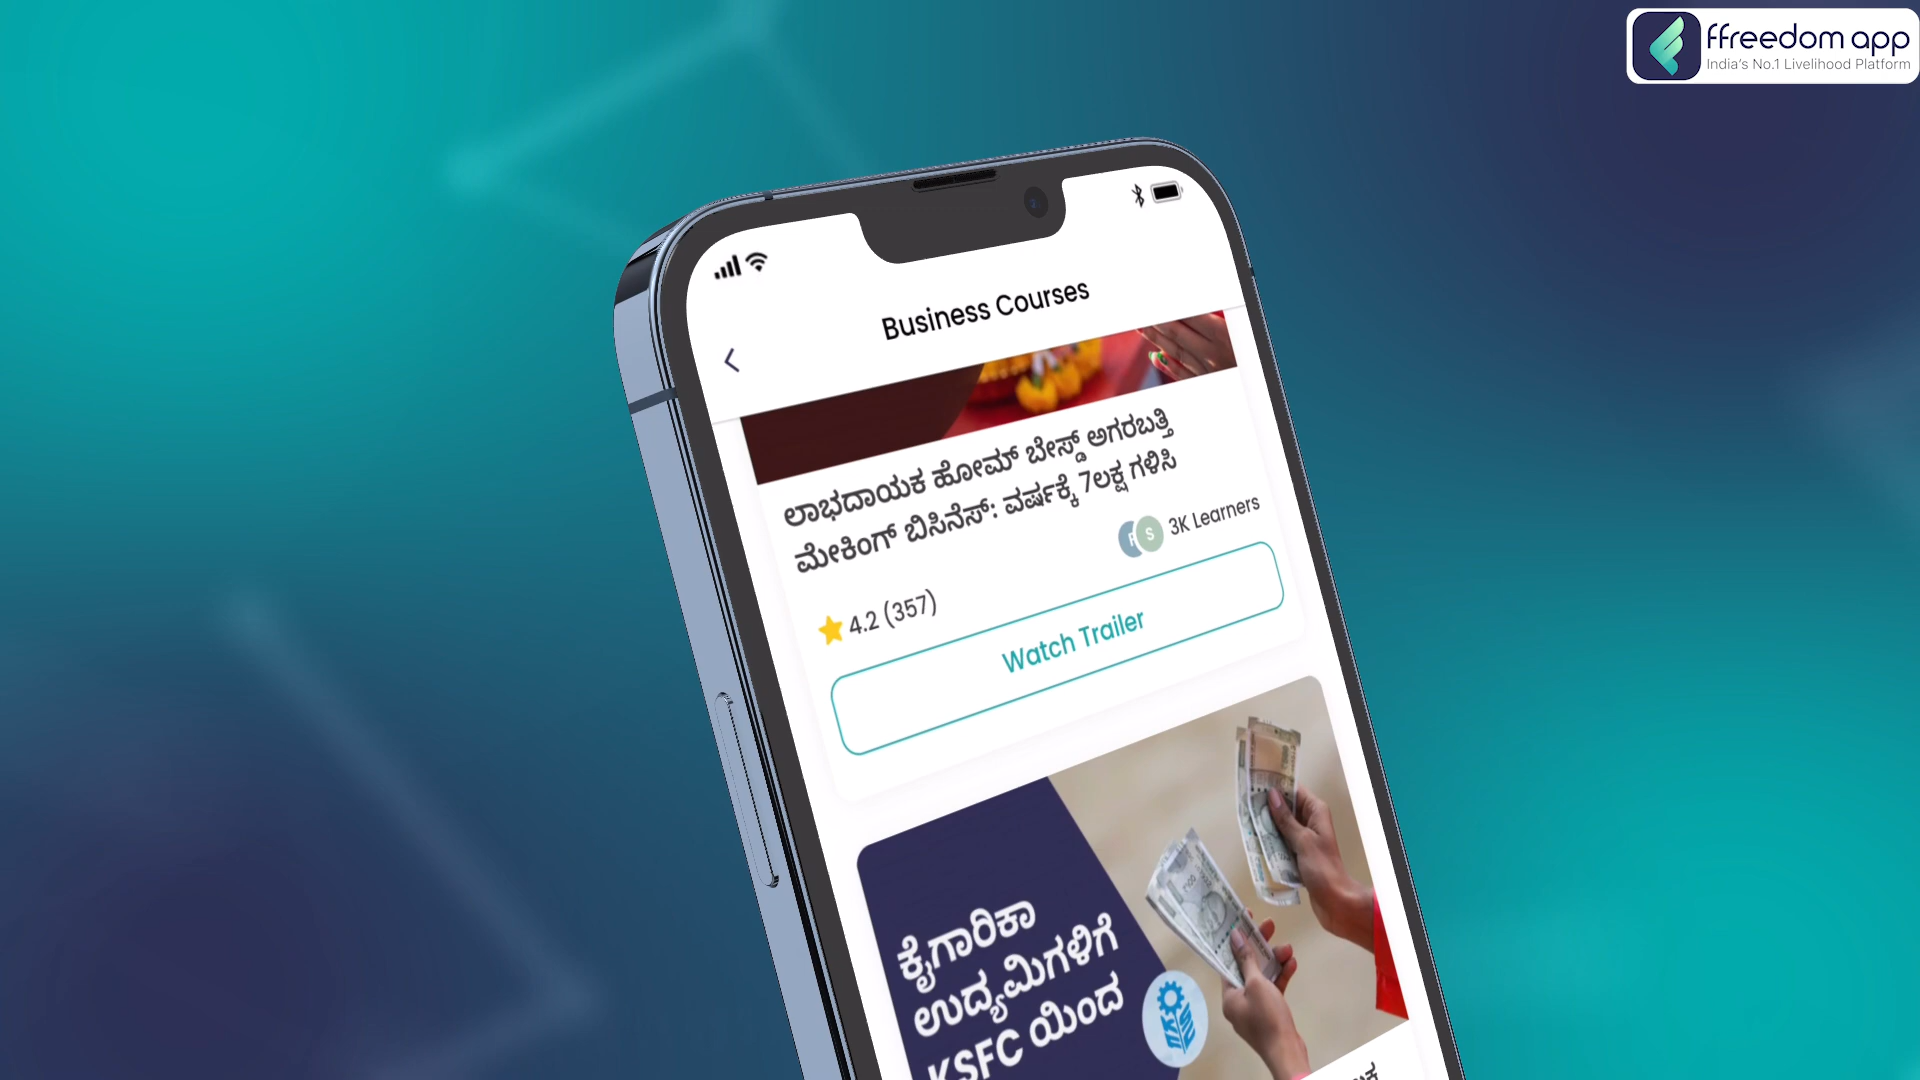 ffreedom app
India's No.1 Livelihood Platform
Business Courses
ಲಾಭದಾಯಕ ಹೋಮ್ ಬೇಸ್ಡ್ ಅಗರಬತ್ತಿ
ಮೇಕಿಂಗ್ ಬಿಸಿನೆಸ್: ವರ್ಷಕ್ಕೆ 7ಲಕ್ಷ ಗಳಿಸಿ
S 3K Learners
4.2 (357)
Watch Trailer
ಕೈಗಾರಿಕಾ
ಉದ್ಯಮಿಗಳಿಗೆ
KSFC ಯಿಂದ